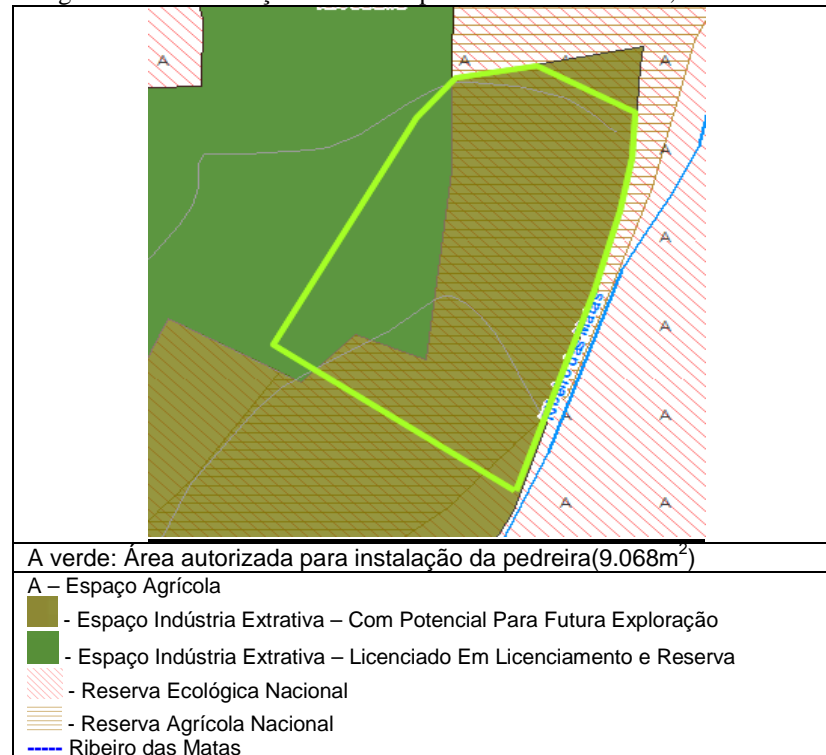 A
A
A
A
A
A
A
A
A
A
A verde: Área autorizada para instalação da pedreira(9.068m²)
A – Espaço Agrícola
- Espaço Indústria Extrativa – Com Potencial Para Futura Exploração
- Espaço Indústria Extrativa – Licenciado Em Licenciamento e Reserva
- Reserva Ecológica Nacional
- Reserva Agrícola Nacional
----- Ribeiro das Matas